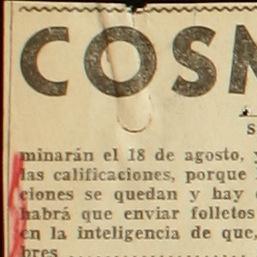 COSM
S
minarán el 18 de agosto, y
las calificaciones, porque
ciones se quedan y hay
habrá que enviar folletos
en la inteligencia de que,
bres